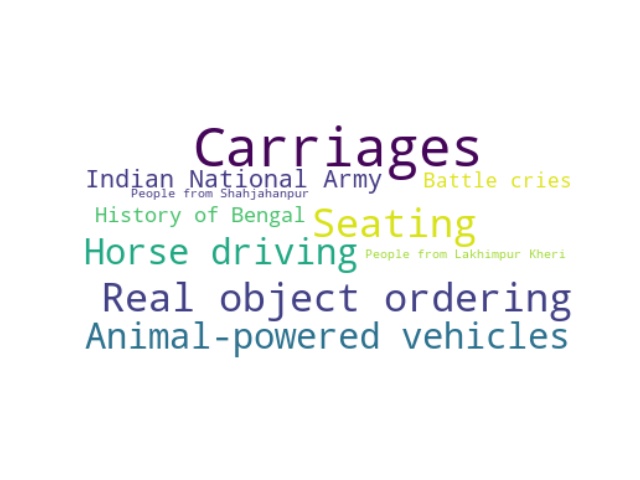 Carriages
Indian National Army
Battle cries
People from Shahjahanpur
History of Bengal
Seating
Horse driving
People from Lakhimpur Kheri
Real object ordering
Animal-powered vehicles